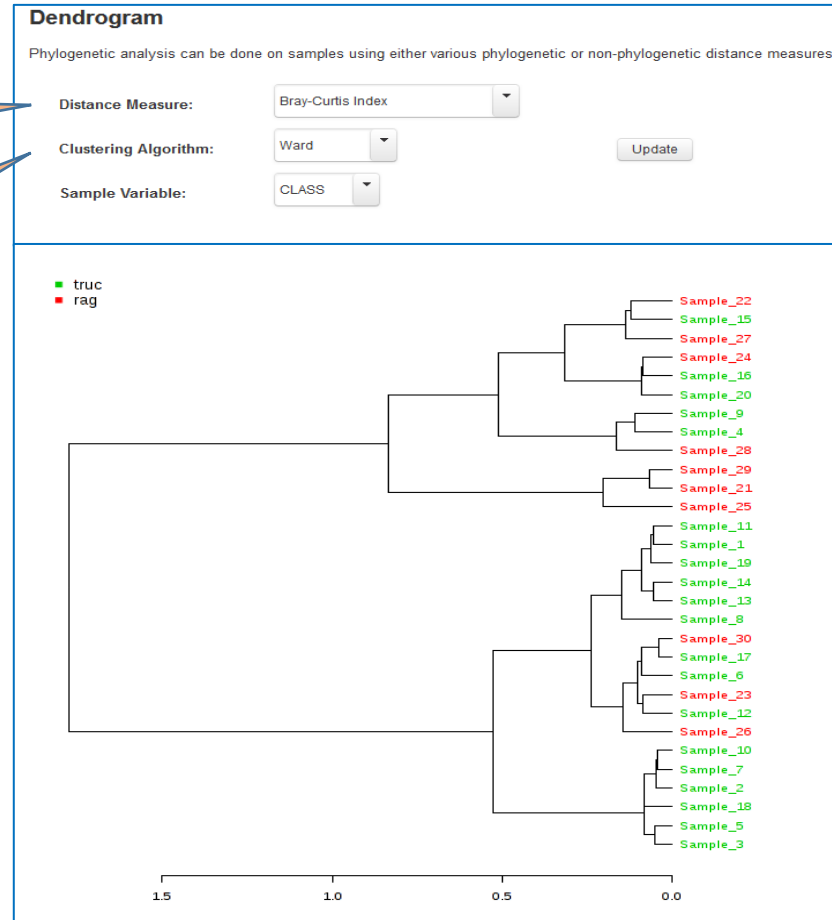 Dendrogram
Phylogenetic analysis can be done on samples using either various phylogenetic or non-phylogenetic distance measures
Distance Measure: Bray-Curtis Index
Clustering Algorithm: Ward Update
Sample Variable: CLASS
truc
rag
Sample_22
Sample_15
Sample_27
Sample_24
Sample_16
Sample_20
Sample_9
Sample_4
Sample_28
Sample_29
Sample_21
Sample_25
Sample_11
Sample_1
Sample_19
Sample_14
Sample_13
Sample_8
Sample_30
Sample_17
Sample_6
Sample_23
Sample_12
Sample_26
Sample_10
Sample_7
Sample_2
Sample_18
Sample_5
Sample_3
1.5 1.0 0.5 0.0